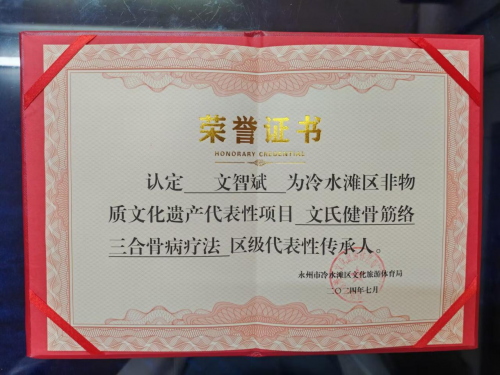 荣誉证书
HONORARY CREDENTIAL
认定 文智斌 为冷水滩区非物
质文化遗产代表性项目 文氏健骨筋络
三合骨病疗法 区级代表性传承人。
永州市冷水滩区文化旅游体育局
二〇二四年七月